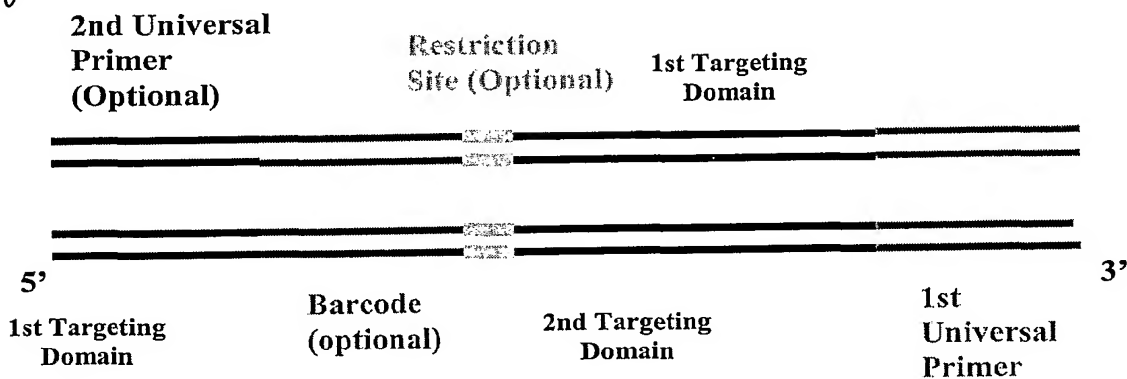 2nd Universal
Primer
(Optional)
Restriction
Site (Optional)
1st Targeting
Domain
5’
3’
1st Targeting
Domain
Barcode
(optional)
2nd Targeting
Domain
1st
Universal
Primer